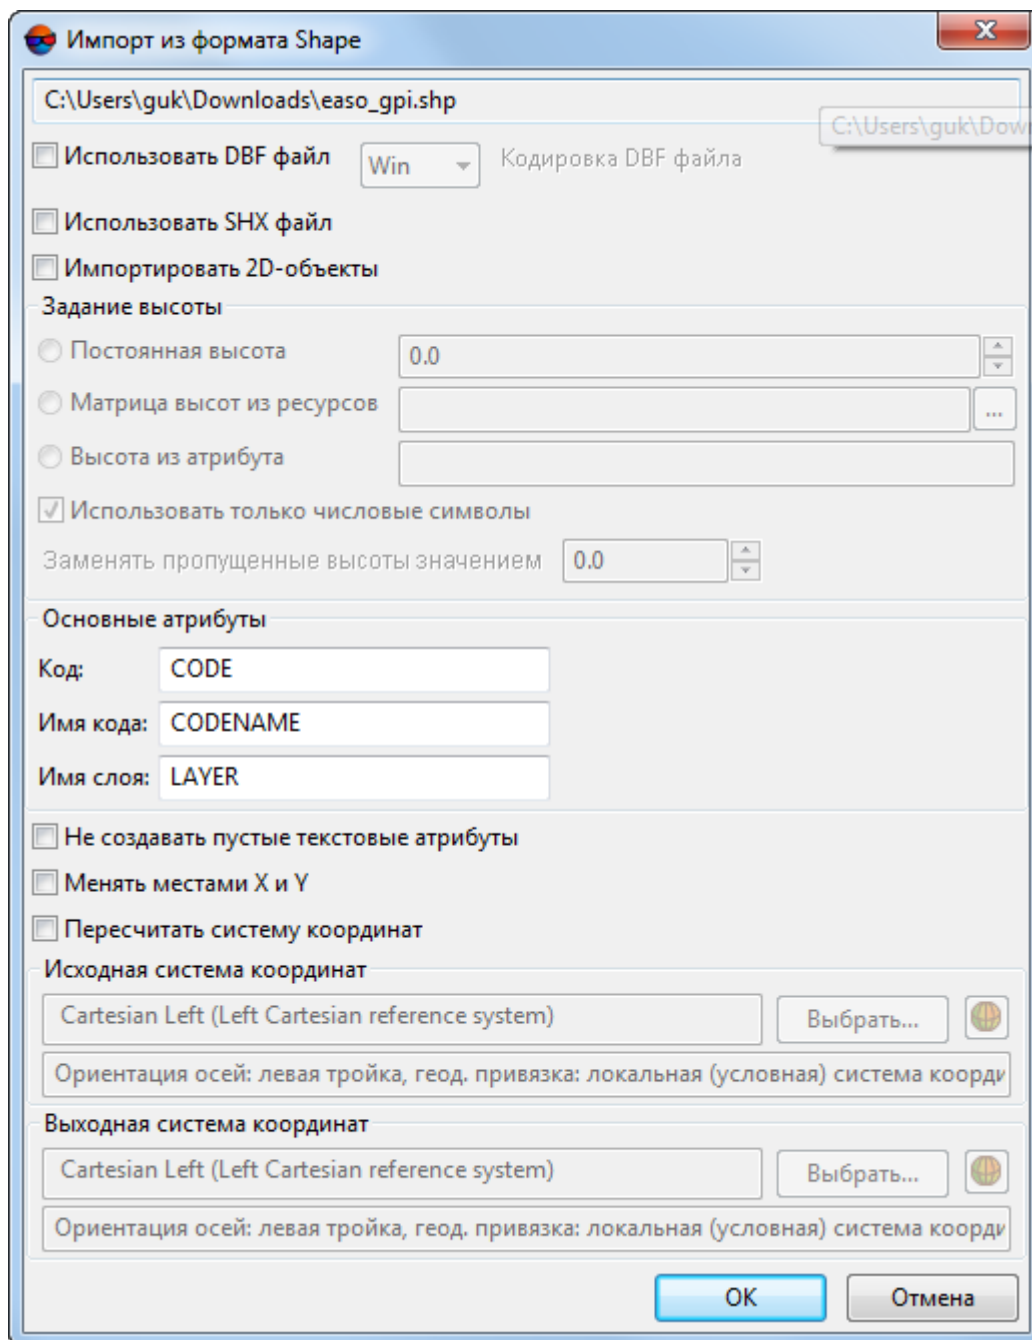 Импорт из формата Shape
C:\Users\guk\Downloads\easo_gpi.shp
C:\Users\guk\Dow
Использовать DBF файл Win Кодировка DBF файла
Использовать SHX файл
Импортировать 2D-объекты
Задание высоты
Постоянная высота 0.0
Матрица высот из ресурсов ...
Высота из атрибута
Использовать только числовые символы
Заменять пропущенные высоты значением 0.0
Основные атрибуты
Код: CODE
Имя кода: CODENAME
Имя слоя: LAYER
Не создавать пустые текстовые атрибуты
Менять местами X и Y
Пересчитать систему координат
Исходная система координат
Cartesian Left (Left Cartesian reference system) Выбрать...
Ориентация осей: левая тройка, геод. привязка: локальная (условная) система коорди
Выходная система координат
Cartesian Left (Left Cartesian reference system) Выбрать...
Ориентация осей: левая тройка, геод. привязка: локальная (условная) система коорди
OK Отмена